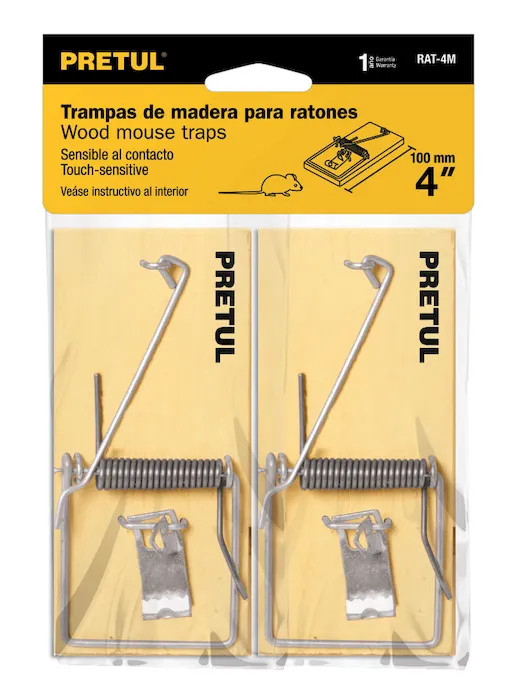 PRETUL®
1 año Garantía Warranty
RAT-4M
Trampas de madera para ratones
Wood mouse traps
Sensible al contacto
Touch-sensitive
Veáse instructivo al interior
100 mm
4"
PRETUL
PRETUL